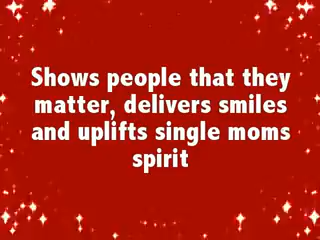 Shows people that they
matter, delivers smiles
and uplifts single moms
spirit